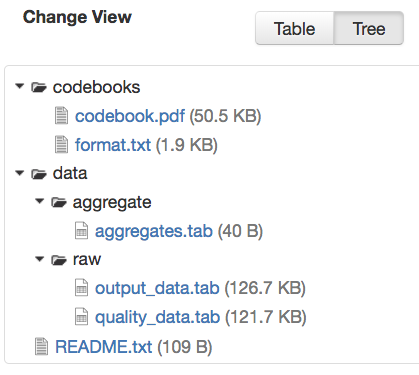 Change View
Table Tree
codebooks
codebook.pdf (50.5 KB)
format.txt (1.9 KB)
data
aggregate
aggregates.tab (40 B)
raw
output_data.tab (126.7 KB)
quality_data.tab (121.7 KB)
README.txt (109 B)